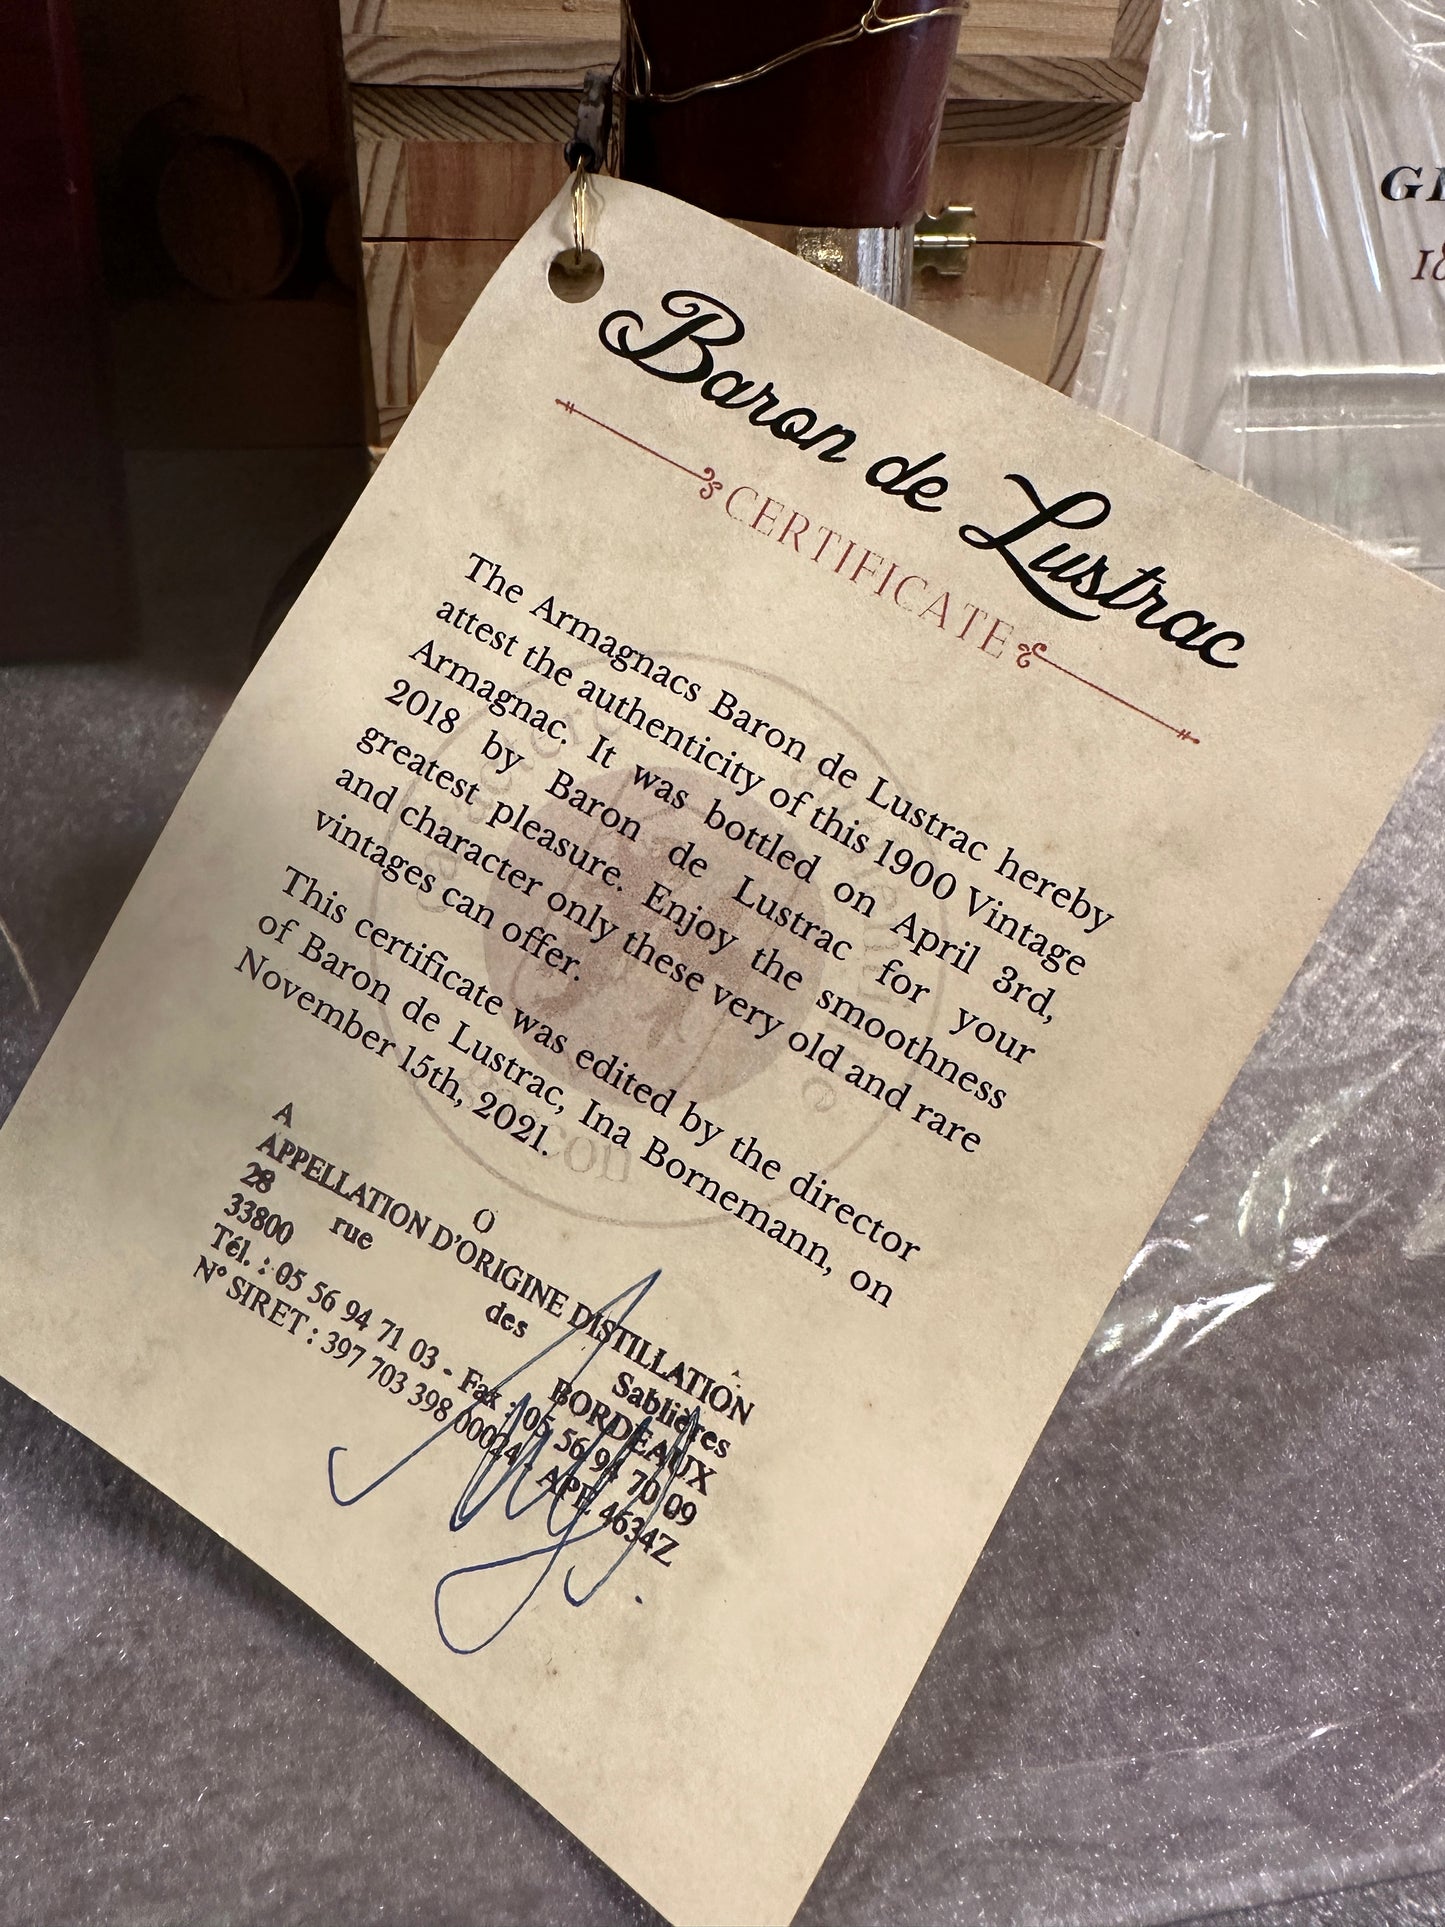 Baron de Lustrac
CERTIFICATE
The Armagnacs Baron de Lustrac hereby
attest the authenticity of this 1900 Vintage
Armagnac. It was bottled on April 3rd,
2018 by Baron de Lustrac for your
greatest pleasure. Enjoy the smoothness
and character only these very old and rare
vintages can offer.
This certificate was edited by the director
of Baron de Lustrac, Ina Bornemann, on
November 15th, 2021.
A O
APPELLATION D'ORIGINE DISTILLATION
28 rue des Sablières
33800 BORDEAUX
Tél. : 05 56 94 71 03 - Fax : 05 56 94 70 09
N° SIRET : 397 703 398 00024 - APE 4634Z